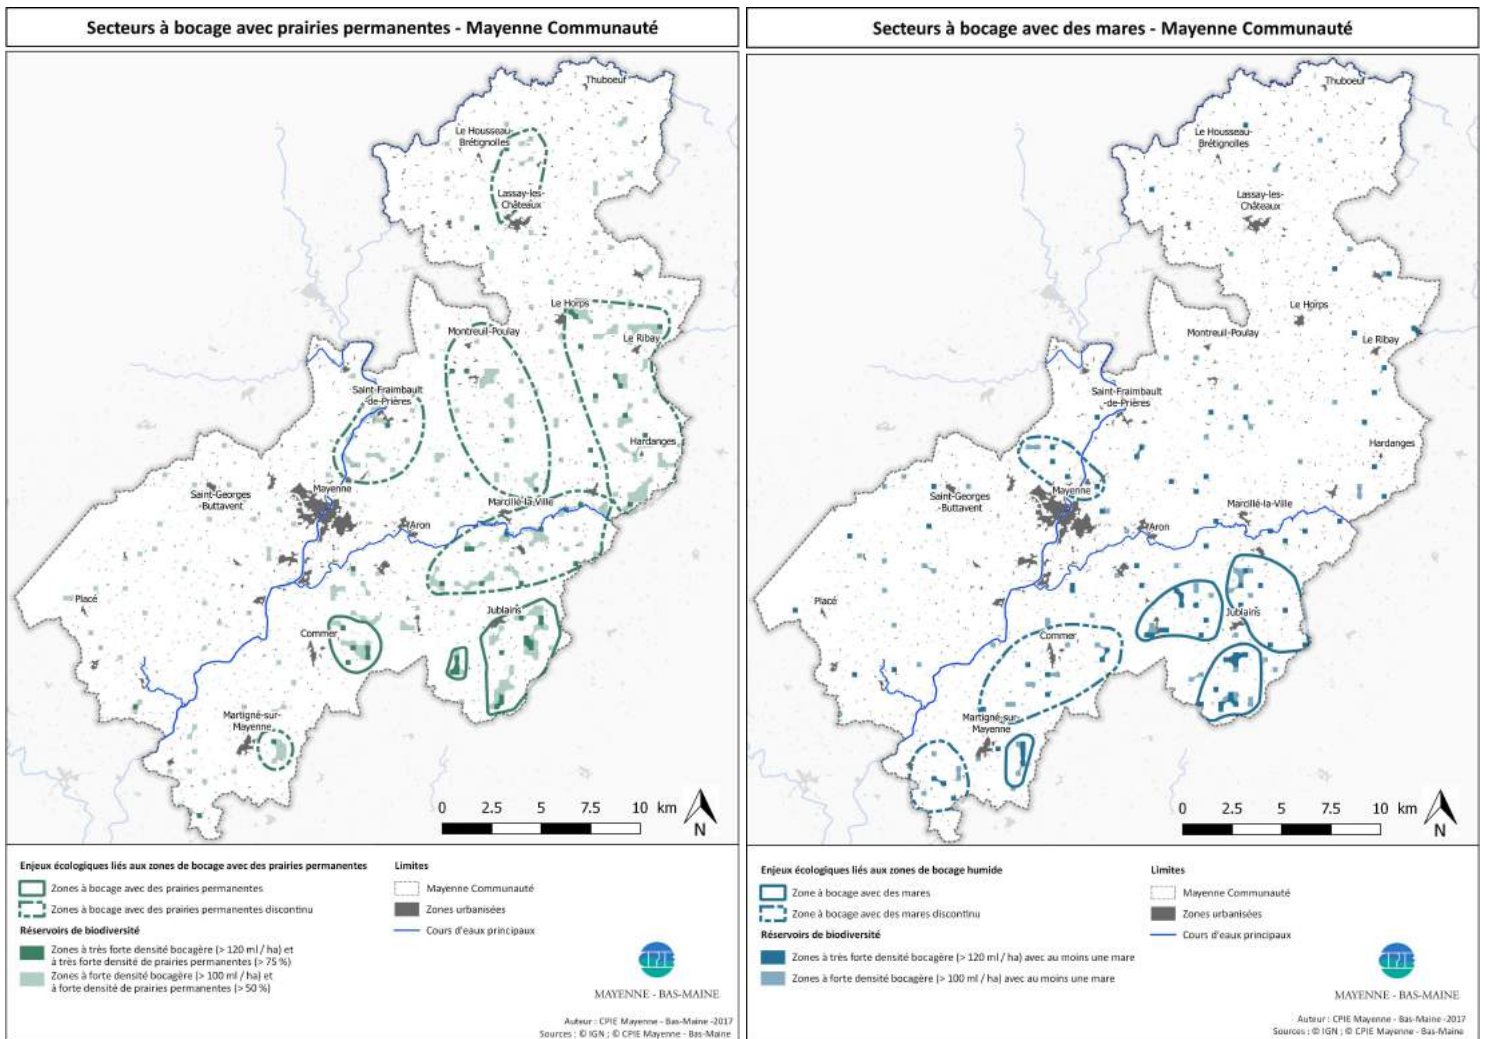 Secteurs à bocage avec prairies permanentes - Mayenne Communauté
Thuboeuf
Le Housseau-
Brétignolles
Lassay-les-
Châteaux
Le Horps
Montreuil-Poulay
Le Ribay
Saint-Fraimbault
-de-Prières
Hardanges
Mayenne
Saint-Georges
-Buttavent
Marcillé-la-Ville
Aron
Placé
Jublains
Commer
Martigné-sur-
Mayenne
0 2.5 5 7.5 10 km
N
Enjeux écologiques liés aux zones de bocage avec des prairies permanentes
Zones à bocage avec des prairies permanentes
Zones à bocage avec des prairies permanentes discontinu
Réservoirs de biodiversité
Zones à très forte densité bocagère (> 120 ml / ha) et
à très forte densité de prairies permanentes (> 75 %)
Zones à forte densité bocagère (> 100 ml / ha) et
à forte densité de prairies permanentes (> 50 %)
Limites
Mayenne Communauté
Zones urbanisées
Cours d'eaux principaux
CPIE
MAYENNE - BAS-MAINE
Auteur : CPIE Mayenne - Bas-Maine -2017
Sources : © IGN ; © CPIE Mayenne - Bas-Maine
Secteurs à bocage avec des mares - Mayenne Communauté
Thuboeuf
Le Housseau-
Brétignolles
Lassay-les-
Châteaux
Le Horps
Montreuil-Poulay
Le Ribay
Saint-Fraimbault
-de-Prières
Hardanges
Mayenne
Saint-Georges
-Buttavent
Marcillé-la-Ville
Aron
Placé
Jublains
Commer
Martigné-sur-
Mayenne
0 2.5 5 7.5 10 km
N
Enjeux écologiques liés aux zones de bocage humide
Zone à bocage avec des mares
Zone à bocage avec des mares discontinu
Réservoirs de biodiversité
Zones à très forte densité bocagère (> 120 ml / ha) avec au moins une mare
Zones à forte densité bocagère (> 100 ml / ha) avec au moins une mare
Limites
Mayenne Communauté
Zones urbanisées
Cours d'eaux principaux
CPIE
MAYENNE - BAS-MAINE
Auteur : CPIE Mayenne - Bas-Maine -2017
Sources : © IGN ; © CPIE Mayenne - Bas-Maine